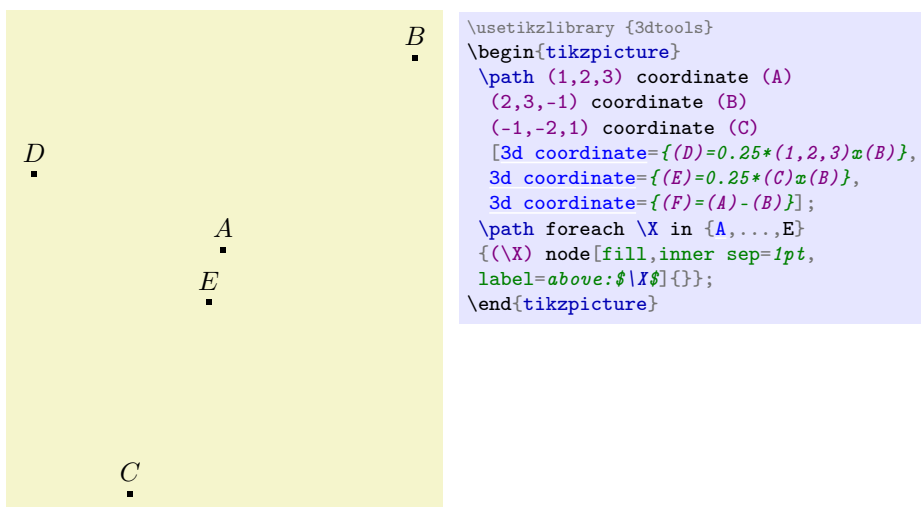 B
D
A
E
C
\usetikzlibrary {3dtools}
\begin{tikzpicture}
\path (1,2,3) coordinate (A)
(2,3,-1) coordinate (B)
(-1,-2,1) coordinate (C)
[3d coordinate={(D)=0.25*(1,2,3)x(B)},
3d coordinate={(E)=0.25*(C)x(B)},
3d coordinate={(F)=(A)-(B)}];
\path foreach \X in {A,...,E}
{(\X) node[fill,inner sep=1pt,
label=above:$\X$]{}};
\end{tikzpicture}